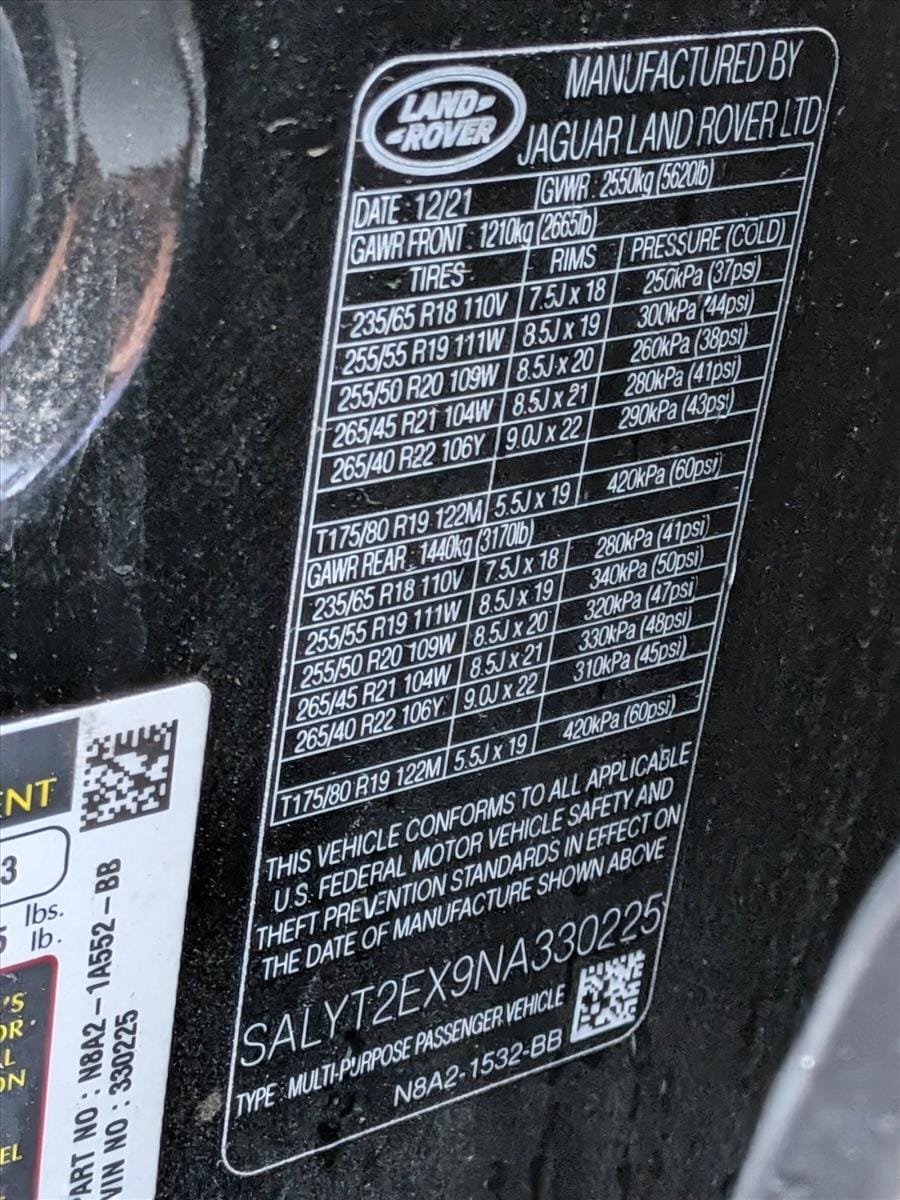 LAND-
-ROVER
MANUFACTURED BY
JAGUAR LAND ROVER LTD
DATE : 12/21 GVWR : 2550kg (5620lb)
GAWR FRONT : 1210kg (2665lb)
TIRES RIMS PRESSURE (COLD)
235/65 R18 110V 7.5J x 18 250kPa (37psi)
255/55 R19 111W 8.5J x 19 300kPa (44psi)
255/50 R20 109W 8.5J x 20 260kPa (38psi)
265/45 R21 104W 8.5J x 21 280kPa (41psi)
265/40 R22 106Y 9.0J x 22 290kPa (43psi)
T175/80 R19 122M 5.5J x 19 420kPa (60psi)
GAWR REAR : 1440kg (3170lb)
235/65 R18 110V 7.5J x 18 280kPa (41psi)
255/55 R19 111W 8.5J x 19 340kPa (50psi)
255/50 R20 109W 8.5J x 20 320kPa (47psi)
265/45 R21 104W 8.5J x 21 330kPa (48psi)
265/40 R22 106Y 9.0J x 22 310kPa (45psi)
T175/80 R19 122M 5.5J x 19 420kPa (60psi)
THIS VEHICLE CONFORMS TO ALL APPLICABLE
U.S. FEDERAL MOTOR VEHICLE SAFETY AND
THEFT PREVENTION STANDARDS IN EFFECT ON
THE DATE OF MANUFACTURE SHOWN ABOVE
SALYT2EX9NA330225
TYPE : MULTI-PURPOSE PASSENGER VEHICLE
N8A2-1532-BB
ENT
3
lbs.
lb.
'S
OR
L
ON
EL
PART NO : N8A2-1A552-BB
VIN NO : 330225